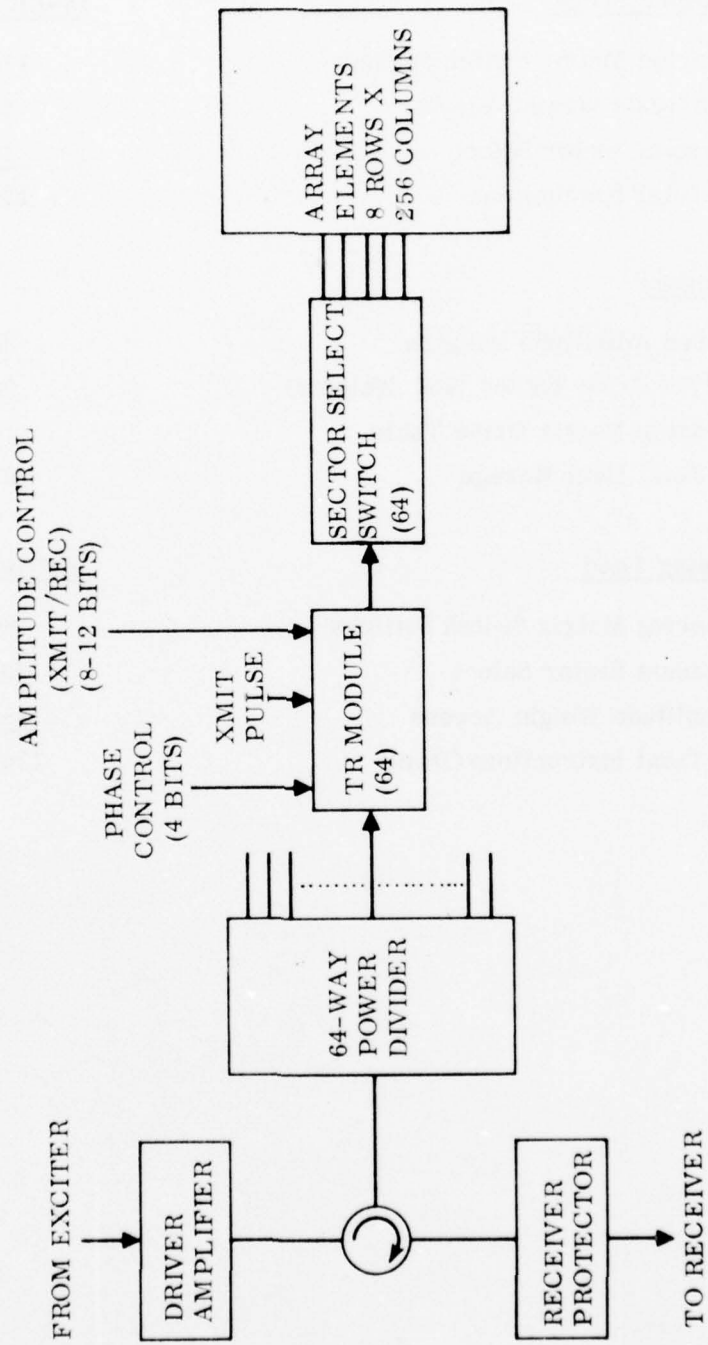 FROM EXCITER
DRIVER
AMPLIFIER
RECEIVER
PROTECTOR
TO RECEIVER
64-WAY
POWER
DIVIDER
PHASE
CONTROL
(4 BITS)
XMIT
PULSE
AMPLITUDE CONTROL
(XMIT/REC)
(8-12 BITS)
TR MODULE
(64)
SECTOR SELECT
SWITCH
(64)
ARRAY
ELEMENTS
8 ROWS X
256 COLUMNS